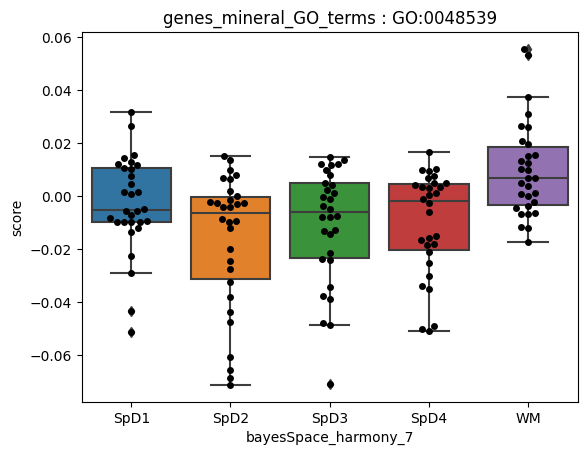 genes_mineral_GO_terms : GO:0048539
0.06
0.04
0.02
0.00
−0.02
−0.04
−0.06
score
SpD1 SpD2 SpD3 SpD4 WM
bayesSpace_harmony_7